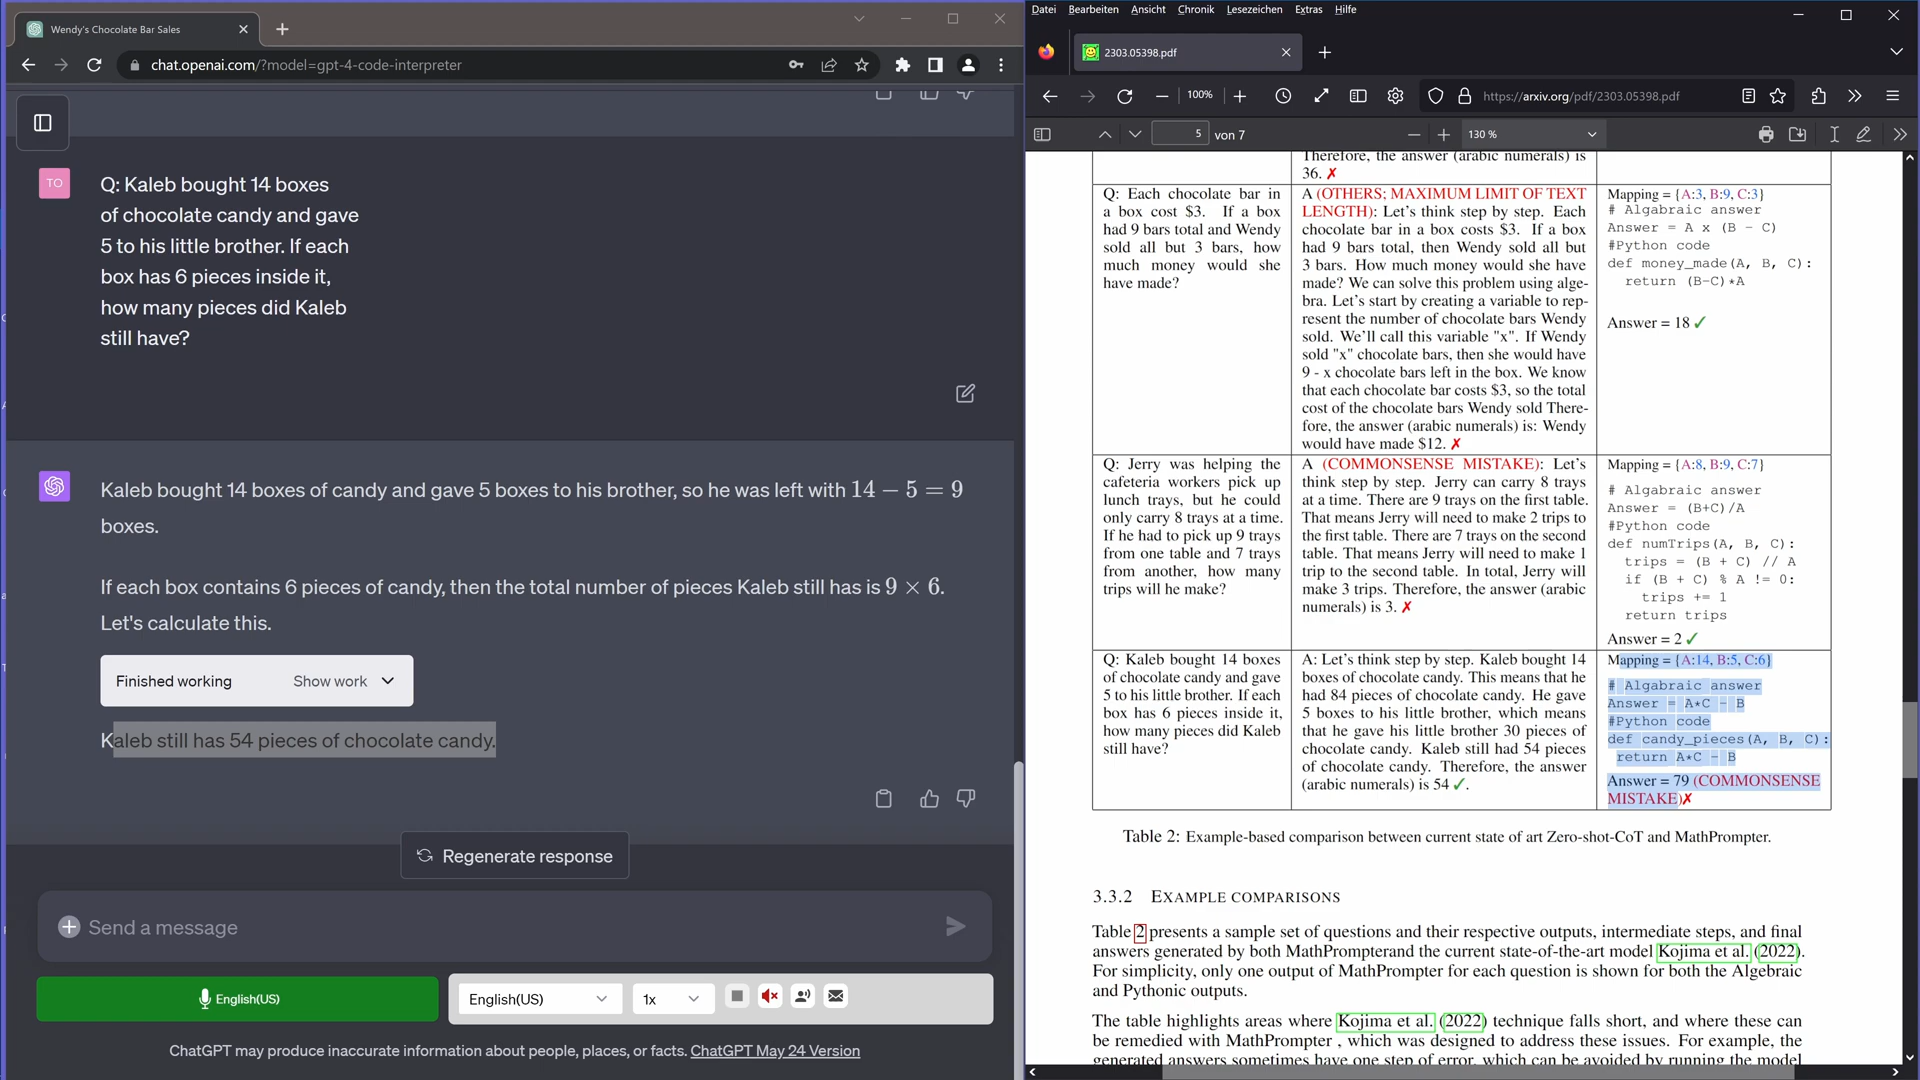 Wendy's Chocolate Bar Sales
chat.openai.com/?model=gpt-4-code-interpreter
TO
Q: Kaleb bought 14 boxes
of chocolate candy and gave
5 to his little brother. If each
box has 6 pieces inside it,
how many pieces did Kaleb
still have?
Kaleb bought 14 boxes of candy and gave 5 boxes to his brother, so he was left with 14 − 5 = 9
boxes.
If each box contains 6 pieces of candy, then the total number of pieces Kaleb still has is 9 × 6.
Let's calculate this.
Finished working Show work
Kaleb still has 54 pieces of chocolate candy.
Regenerate response
Send a message
English(US)
English(US) 1x
ChatGPT may produce inaccurate information about people, places, or facts. ChatGPT May 24 Version
Datei Bearbeiten Ansicht Chronik Lesezeichen Extras Hilfe
2303.05398.pdf
100% https://arxiv.org/pdf/2303.05398.pdf
5 von 7 130 %
Therefore, the answer (arabic numerals) is
36. ✗
Q: Each chocolate bar in
a box cost $3. If a box
had 9 bars total and Wendy
sold all but 3 bars, how
much money would she
have made?
A (OTHERS; MAXIMUM LIMIT OF TEXT
LENGTH): Let's think step by step. Each
chocolate bar in a box costs $3. If a box
had 9 bars total, then Wendy sold all but
3 bars. How much money would she have
made? We can solve this problem using alge-
bra. Let's start by creating a variable to rep-
resent the number of chocolate bars Wendy
sold. We'll call this variable "x". If Wendy
sold "x" chocolate bars, then she would have
9 - x chocolate bars left in the box. We know
that each chocolate bar costs $3, so the total
cost of the chocolate bars Wendy sold There-
fore, the answer (arabic numerals) is: Wendy
would have made $12. ✗
Mapping = {A:3, B:9, C:3}
# Algabraic answer
Answer = A x (B - C)
#Python code
def money_made(A, B, C):
return (B-C)*A
Answer = 18 ✓
Q: Jerry was helping the
cafeteria workers pick up
lunch trays, but he could
only carry 8 trays at a time.
If he had to pick up 9 trays
from one table and 7 trays
from another, how many
trips will he make?
A (COMMONSENSE MISTAKE): Let's
think step by step. Jerry can carry 8 trays
at a time. There are 9 trays on the first table.
That means Jerry will need to make 2 trips to
the first table. There are 7 trays on the second
table. That means Jerry will need to make 1
trip to the second table. In total, Jerry will
make 3 trips. Therefore, the answer (arabic
numerals) is 3. ✗
Mapping = {A:8, B:9, C:7}
# Algabraic answer
Answer = (B+C)/A
#Python code
def numTrips(A, B, C):
trips = (B + C) // A
if (B + C) % A != 0:
trips += 1
return trips
Answer = 2 ✓
Q: Kaleb bought 14 boxes
of chocolate candy and gave
5 to his little brother. If each
box has 6 pieces inside it,
how many pieces did Kaleb
still have?
A: Let's think step by step. Kaleb bought 14
boxes of chocolate candy. This means that he
had 84 pieces of chocolate candy. He gave
5 boxes to his little brother, which means
that he gave his little brother 30 pieces of
chocolate candy. Kaleb still had 54 pieces
of chocolate candy. Therefore, the answer
(arabic numerals) is 54 ✓.
Mapping = {A:14, B:5, C:6}
# Algabraic answer
Answer = A*C - B
#Python code
def candy_pieces(A, B, C):
return A*C - B
Answer = 79 (COMMONSENSE
MISTAKE)✗
Table 2: Example-based comparison between current state of art Zero-shot-CoT and MathPrompter.
3.3.2 EXAMPLE COMPARISONS
Table 2 presents a sample set of questions and their respective outputs, intermediate steps, and final
answers generated by both MathPrompterand the current state-of-the-art model Kojima et al. (2022).
For simplicity, only one output of MathPrompter for each question is shown for both the Algebraic
and Pythonic outputs.
The table highlights areas where Kojima et al. (2022) technique falls short, and where these can
be remedied with MathPrompter , which was designed to address these issues. For example, the
generated answers sometimes have one step of error, which can be avoided by running the model